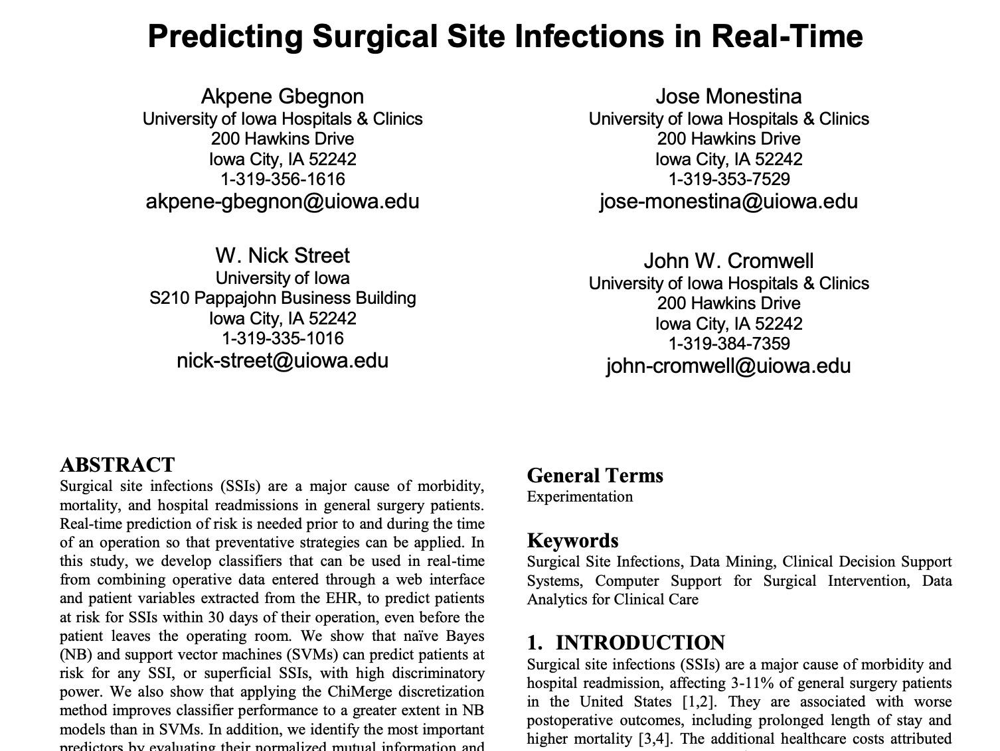 Predicting Surgical Site Infections in Real-Time
Akpene Gbegnon
University of Iowa Hospitals & Clinics
200 Hawkins Drive
Iowa City, IA 52242
1-319-356-1616
akpene-gbegnon@uiowa.edu
Jose Monestina
University of Iowa Hospitals & Clinics
200 Hawkins Drive
Iowa City, IA 52242
1-319-353-7529
jose-monestina@uiowa.edu
W. Nick Street
University of Iowa
S210 Pappajohn Business Building
Iowa City, IA 52242
1-319-335-1016
nick-street@uiowa.edu
John W. Cromwell
University of Iowa Hospitals & Clinics
200 Hawkins Drive
Iowa City, IA 52242
1-319-384-7359
john-cromwell@uiowa.edu
ABSTRACT
Surgical site infections (SSIs) are a major cause of morbidity,
mortality, and hospital readmissions in general surgery patients.
Real-time prediction of risk is needed prior to and during the time
of an operation so that preventative strategies can be applied. In
this study, we develop classifiers that can be used in real-time
from combining operative data entered through a web interface
and patient variables extracted from the EHR, to predict patients
at risk for SSIs within 30 days of their operation, even before the
patient leaves the operating room. We show that naïve Bayes
(NB) and support vector machines (SVMs) can predict patients at
risk for any SSI, or superficial SSIs, with high discriminatory
power. We also show that applying the ChiMerge discretization
method improves classifier performance to a greater extent in NB
models than in SVMs. In addition, we identify the most important
predictors by evaluating their normalized mutual information and
General Terms
Experimentation
Keywords
Surgical Site Infections, Data Mining, Clinical Decision Support
Systems, Computer Support for Surgical Intervention, Data
Analytics for Clinical Care
1. INTRODUCTION
Surgical site infections (SSIs) are a major cause of morbidity and
hospital readmission, affecting 3-11% of general surgery patients
in the United States [1,2]. They are associated with worse
postoperative outcomes, including prolonged length of stay and
higher mortality [3,4]. The additional healthcare costs attributed